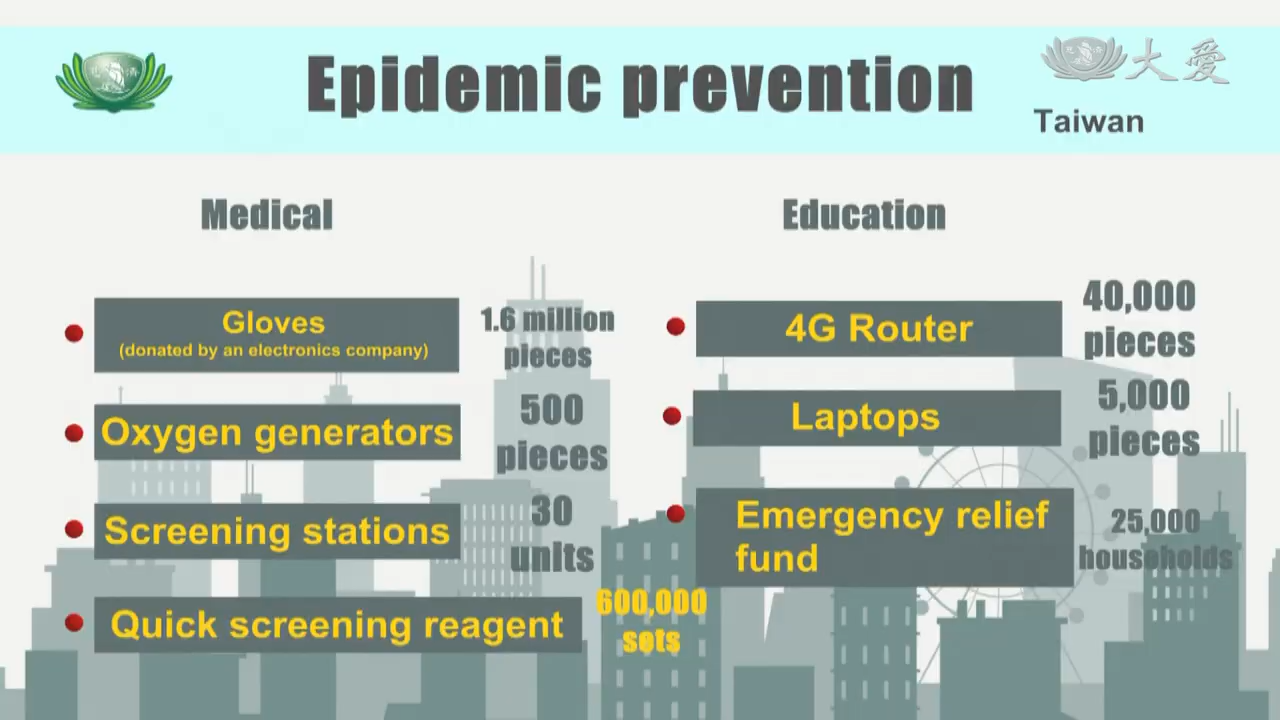 Epidemic prevention
大愛
Taiwan
Medical
Gloves
(donated by an electronics company)
1.6 million
pieces
Oxygen generators
500
pieces
Screening stations
30
units
Quick screening reagent
600,000
sets
Education
4G Router
40,000
pieces
Laptops
5,000
pieces
Emergency relief
fund
25,000
households